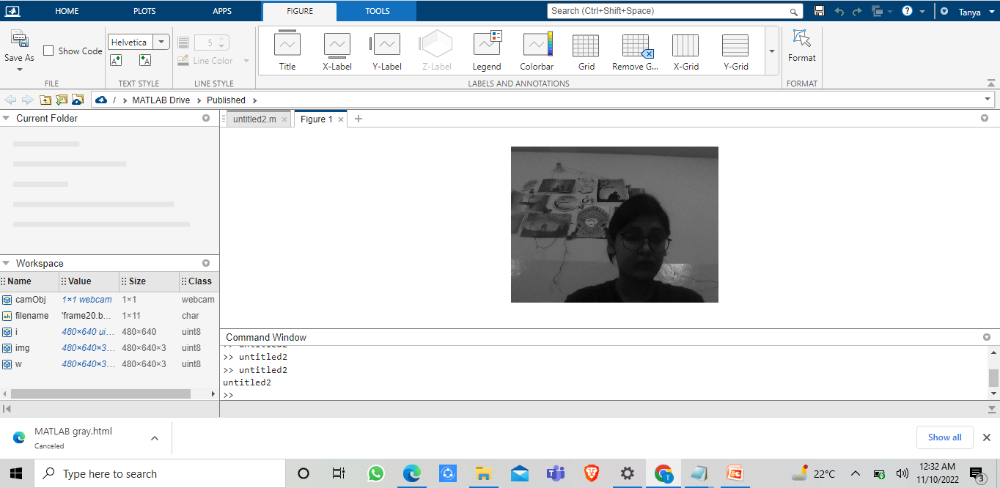 HOME PLOTS APPS FIGURE TOOLS Search (Ctrl+Shift+Space) ? Tanya
Save As Show Code Helvetica 5 Line Color Title X-Label Y-Label Z-Label Legend Colorbar Grid Remove G... X-Grid Y-Grid Format
FILE TEXT STYLE LINE STYLE LABELS AND ANNOTATIONS FORMAT
/ > MATLAB Drive > Published >
Current Folder
untitled2.m × Figure 1 × +
Workspace
Name Value Size Class
camObj 1×1 webcam 1×1 webcam
filename 'frame20.b... 1×11 char
i 480×640 ui... 480×640 uint8
img 480×640×3... 480×640×3 uint8
w 480×640×3... 480×640×3 uint8
Command Window
>> untitled2
>> untitled2
>> untitled2
untitled2
>>
MATLAB gray.html
Canceled
Show all
Type here to search
22°C
12:32 AM
11/10/2022
3